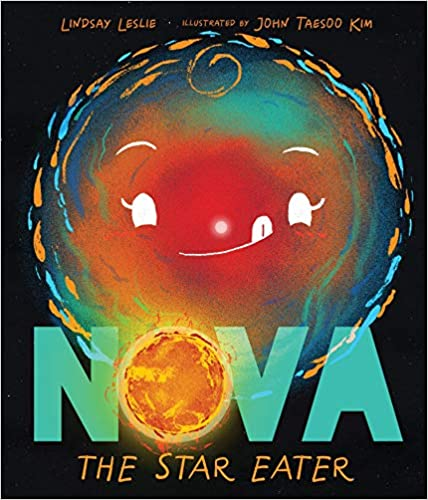 LINDSAY LESLIE ILLUSTRATED BY JOHN TAESOO KIM
NOVA
THE STAR EATER